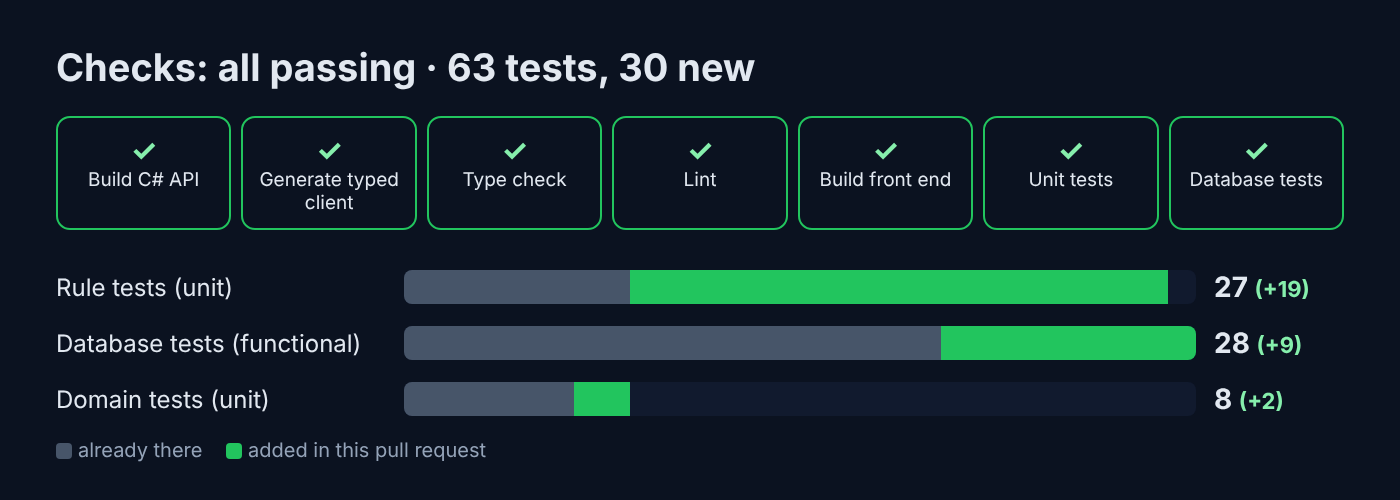 Checks: all passing · 63 tests, 30 new
Build C# API
Generate typed
client
Type check
Lint
Build front end
Unit tests
Database tests
Rule tests (unit)
27 (+19)
Database tests (functional)
28 (+9)
Domain tests (unit)
8 (+2)
already there
added in this pull request